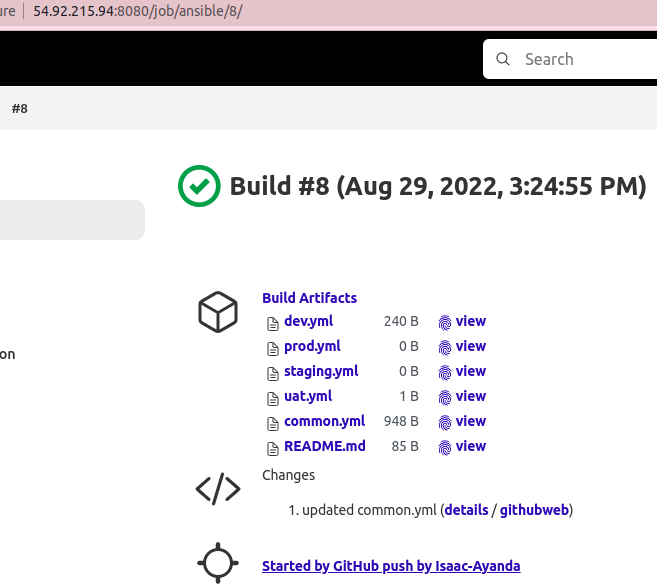 ure 54.92.215.94:8080/job/ansible/8/
Search
#8
Build #8 (Aug 29, 2022, 3:24:55 PM)
Build Artifacts
dev.yml 240 B view
prod.yml 0 B view
staging.yml 0 B view
on
uat.yml 1 B view
common.yml 948 B view
README.md 85 B view
Changes
1. updated common.yml (details / githubweb)
Started by GitHub push by Isaac-Ayanda